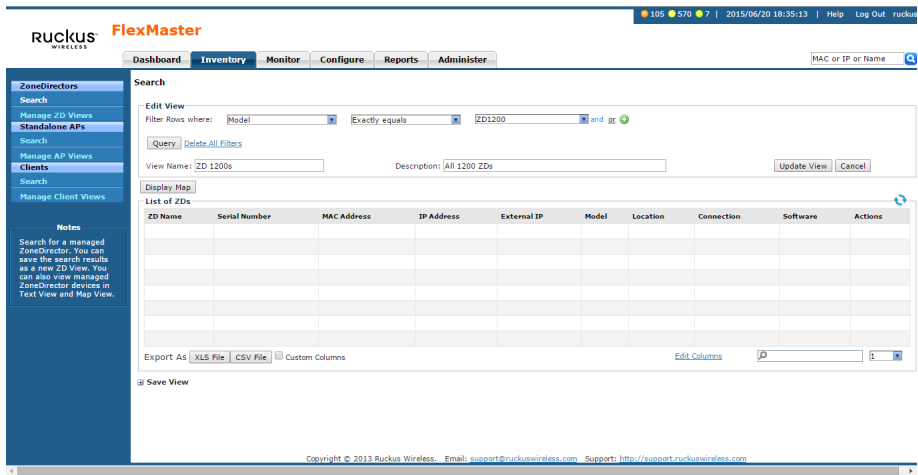 105 570 7 | 2015/06/20 18:35:13 | Help Log Out ruckus
RUCKUS WIRELESS FlexMaster
Dashboard Inventory Monitor Configure Reports Administer
MAC or IP or Name
ZoneDirectors
Search
Manage ZD Views
Standalone APs
Search
Manage AP Views
Clients
Search
Manage Client Views
Notes
Search for a managed
ZoneDirector. You can
save the search results
as a new ZD View. You
can also view managed
ZoneDirector devices in
Text View and Map View.
Search
Edit View
Filter Rows where: Model Exactly equals ZD1200 and or
Query Delete All Filters
View Name: ZD 1200s Description: All 1200 ZDs Update View Cancel
Display Map
List of ZDs
ZD Name Serial Number MAC Address IP Address External IP Model Location Connection Software Actions
Export As XLS File CSV File Custom Columns Edit Columns 1
Save View
Copyright © 2013 Ruckus Wireless. Email: support@ruckuswireless.com Support: http://support.ruckuswireless.com